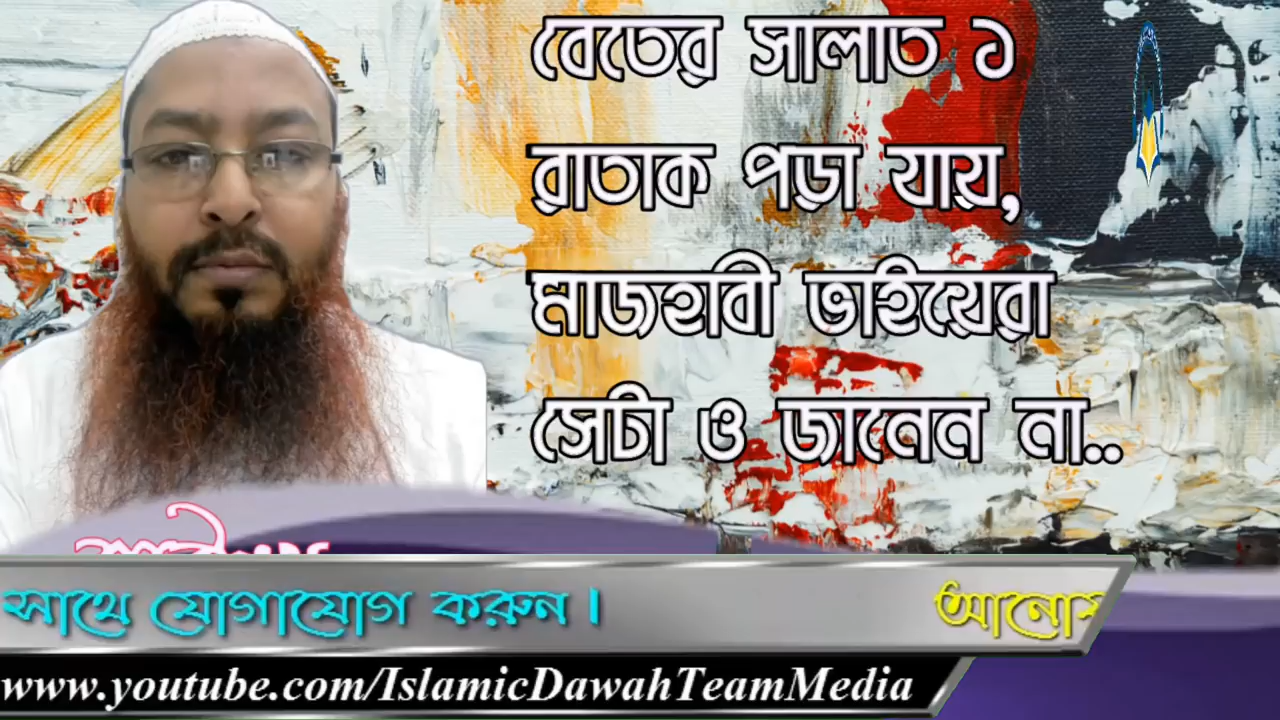 বেতের সালাত ১
রাতাক পড়া যায়,
মাজহাবী ভাইয়েরা
সেটা ও জানেন না..
সাথে যোগাযোগ করুন।
www.youtube.com/IslamicDawahTeamMedia